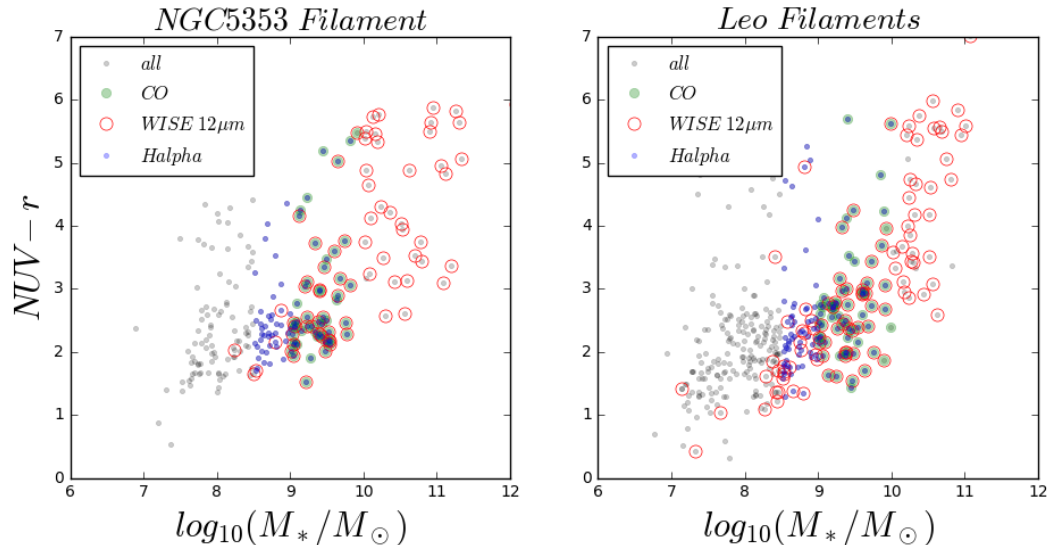 NGC5353 Filament
Leo Filaments
7
6
5
4
3
2
1
0
NUV − r
all
CO
WISE 12μm
Halpha
6
7
8
9
10
11
12
log₁₀(M∗/M⊙)
7
6
5
4
3
2
1
0
all
CO
WISE 12μm
Halpha
6
7
8
9
10
11
12
log₁₀(M∗/M⊙)